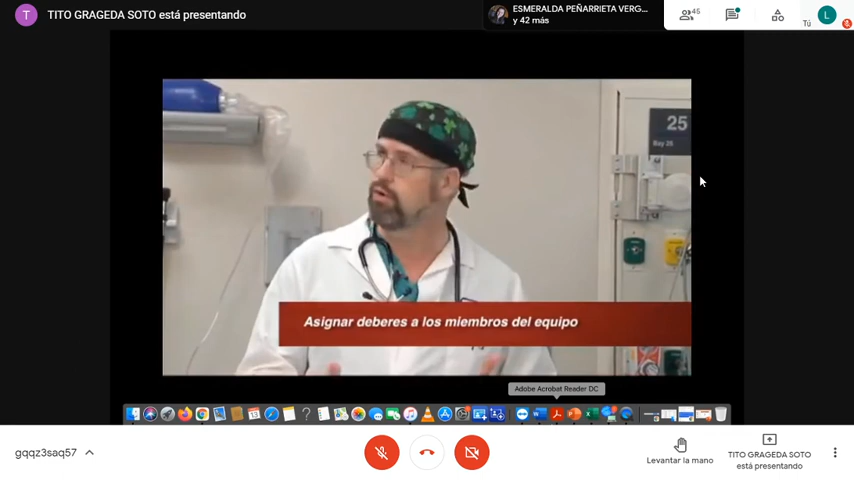 T
TITO GRAGEDA SOTO está presentando
ESMERALDA PEÑARRIETA VERG...
y 42 más
45
Tú
L
25
Bay 26
Asignar deberes a los miembros del equipo
Adobe Acrobat Reader DC
gqqz3saq57
Levantar la mano
TITO GRAGEDA SOTO
está presentando